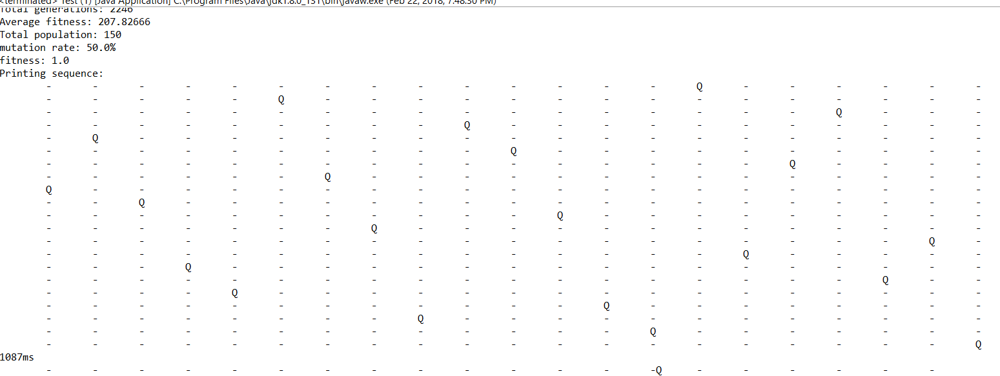 <terminated> Test (1) [Java Application] C:\Program Files\Java\jdk1.8.0_131\bin\javaw.exe (Feb 22, 2018, 7:48:30 PM)
Total generations: 2246
Average fitness: 207.82666
Total population: 150
mutation rate: 50.0%
fitness: 1.0
Printing sequence:
- - - - - - - - - - - - - - Q - - - - - -
- - - - - Q - - - - - - - - - - - - - - -
- - - - - - - - - - - - - - - - - Q - - -
- - - - - - - - - Q - - - - - - - - - - -
- Q - - - - - - - - - - - - - - - - - - -
- - - - - - - - - - Q - - - - - - - - - -
- - - - - - - - - - - - - - - - Q - - - -
- - - - - - Q - - - - - - - - - - - - - -
Q - - - - - - - - - - - - - - - - - - - -
- - Q - - - - - - - - - - - - - - - - - -
- - - - - - - - - - - Q - - - - - - - - -
- - - - - - - Q - - - - - - - - - - - - -
- - - - - - - - - - - - - - - - - - - Q -
- - - - - - - - - - - - - - - Q - - - - -
- - - Q - - - - - - - - - - - - - - - - -
- - - - - - - - - - - - - - - - - - Q - -
- - - - Q - - - - - - - - - - - - - - - -
- - - - - - - - - - - - Q - - - - - - - -
- - - - - - - - Q - - - - - - - - - - - -
- - - - - - - - - - - - - Q - - - - - - -
- - - - - - - - - - - - - - - - - - - - Q
1087ms
- - - - - - - - - - - - - -Q - - - - - -